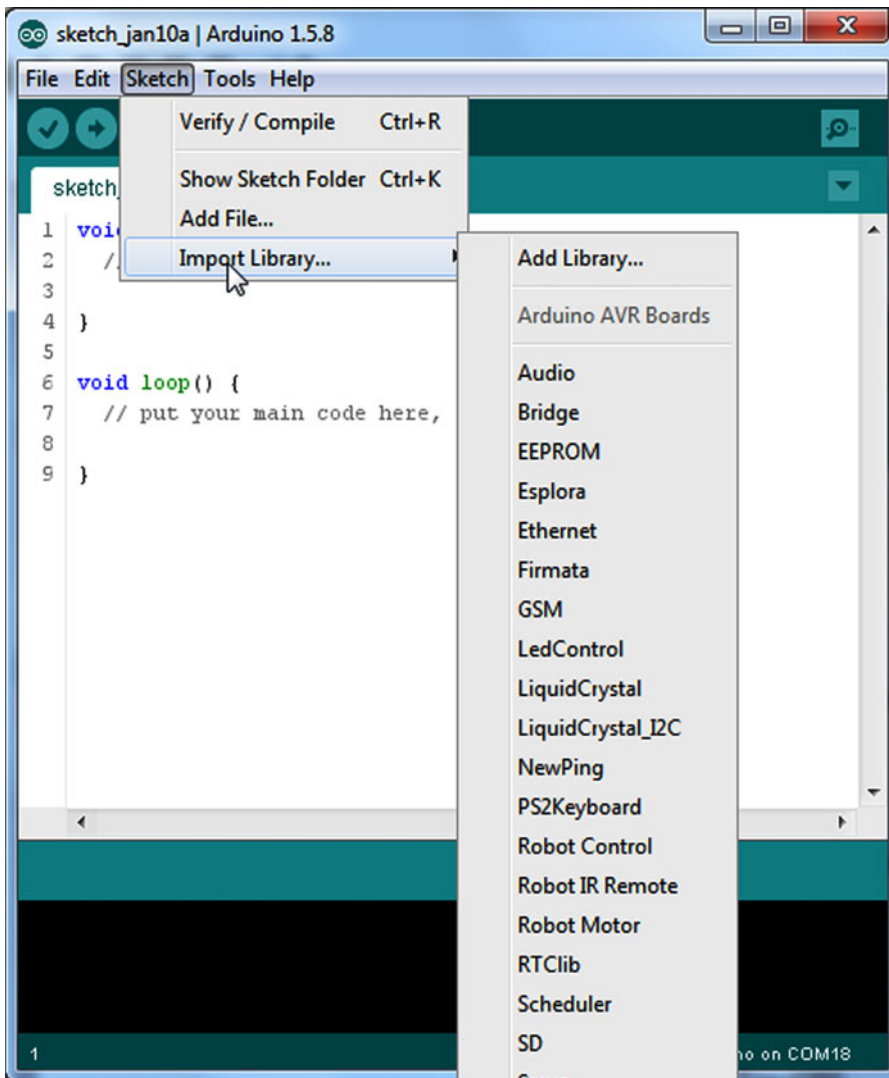 sketch_jan10a | Arduino 1.5.8
File Edit Sketch Tools Help
Verify / Compile Ctrl+R
Show Sketch Folder Ctrl+K
Add File...
Import Library...
sketch_
1 voi
2 /
3
4 }
5
6 void loop() {
7 // put your main code here,
8
9 }
Add Library...
Arduino AVR Boards
Audio
Bridge
EEPROM
Esplora
Ethernet
Firmata
GSM
LedControl
LiquidCrystal
LiquidCrystal_I2C
NewPing
PS2Keyboard
Robot Control
Robot IR Remote
Robot Motor
RTClib
Scheduler
SD
1
no on COM18